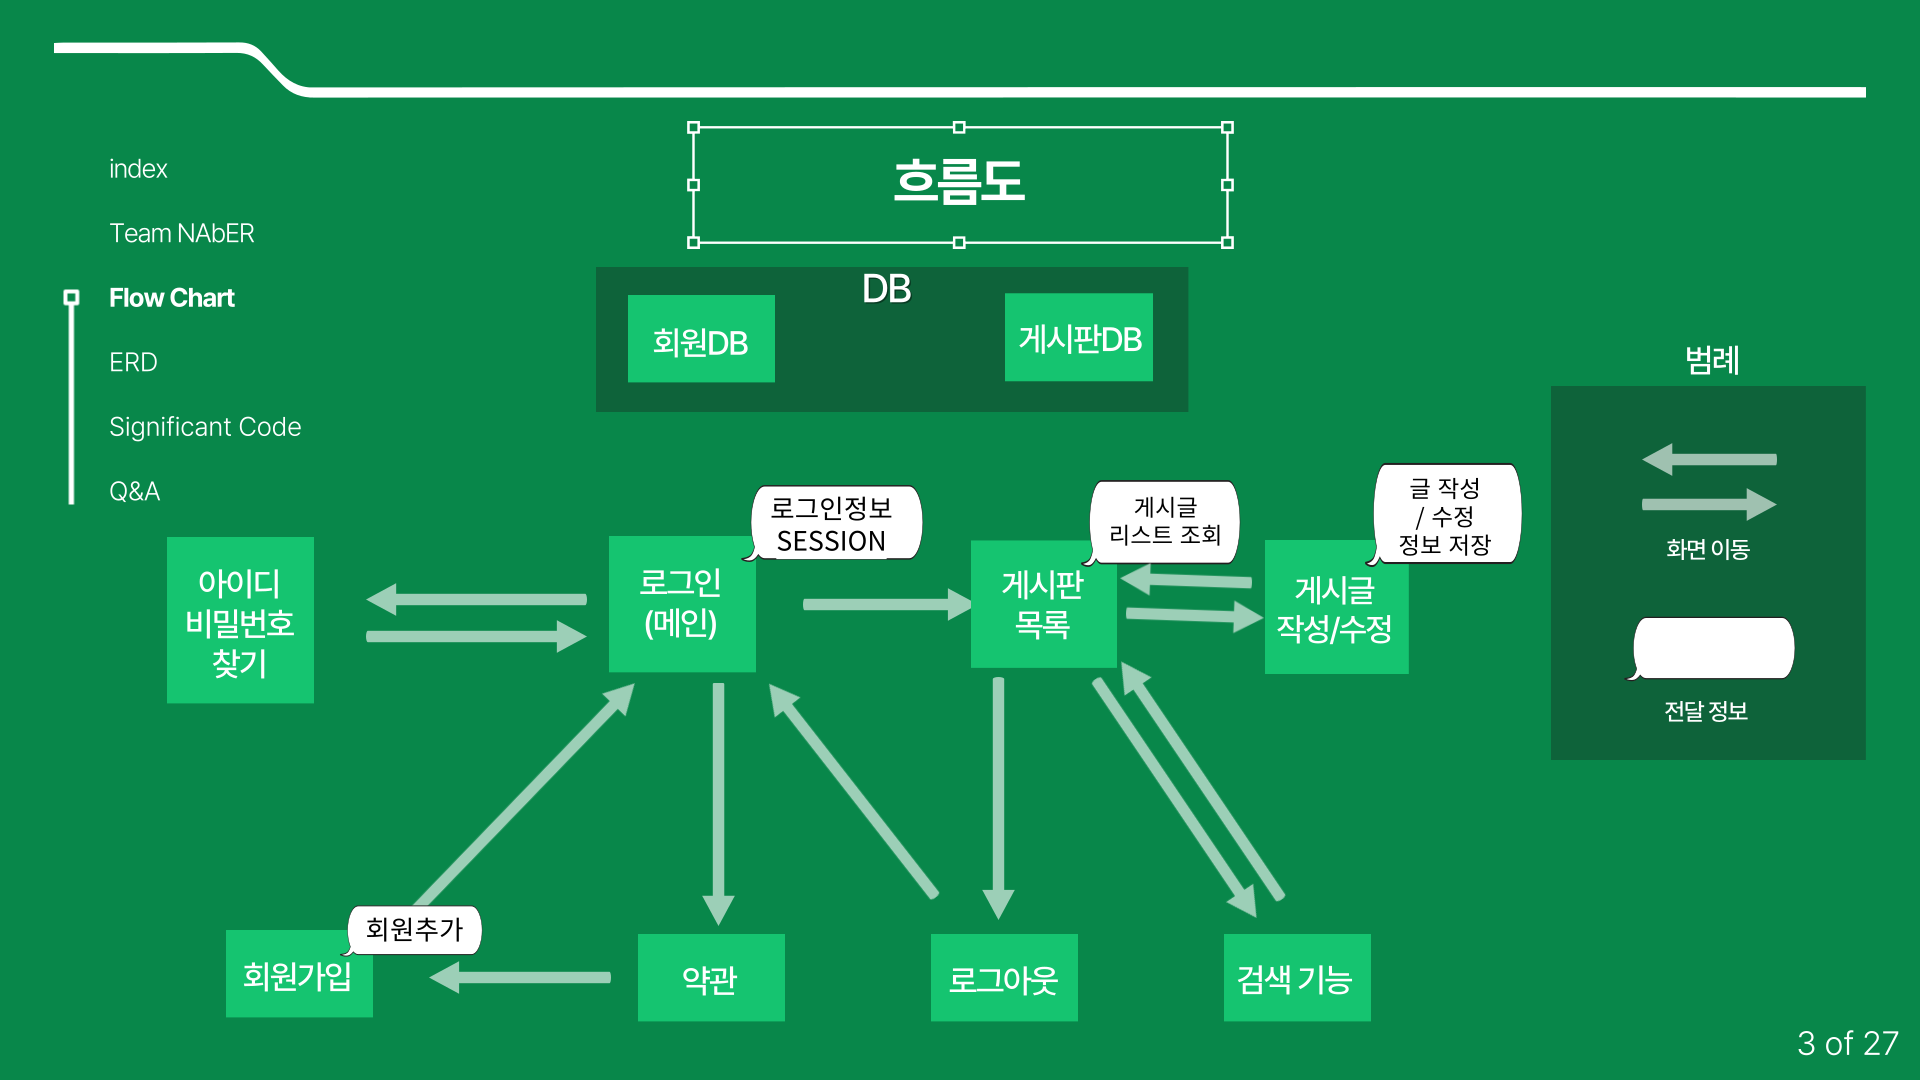 index
Team NAbER
Flow Chart
ERD
Significant Code
Q&A
흐름도
DB
회원DB
게시판DB
범례
화면 이동
전달 정보
로그인정보
SESSION
게시글
리스트 조회
글 작성
/ 수정
정보 저장
아이디
비밀번호
찾기
로그인
(메인)
게시판
목록
게시글
작성/수정
회원추가
회원가입
약관
로그아웃
검색 기능
3 of 27